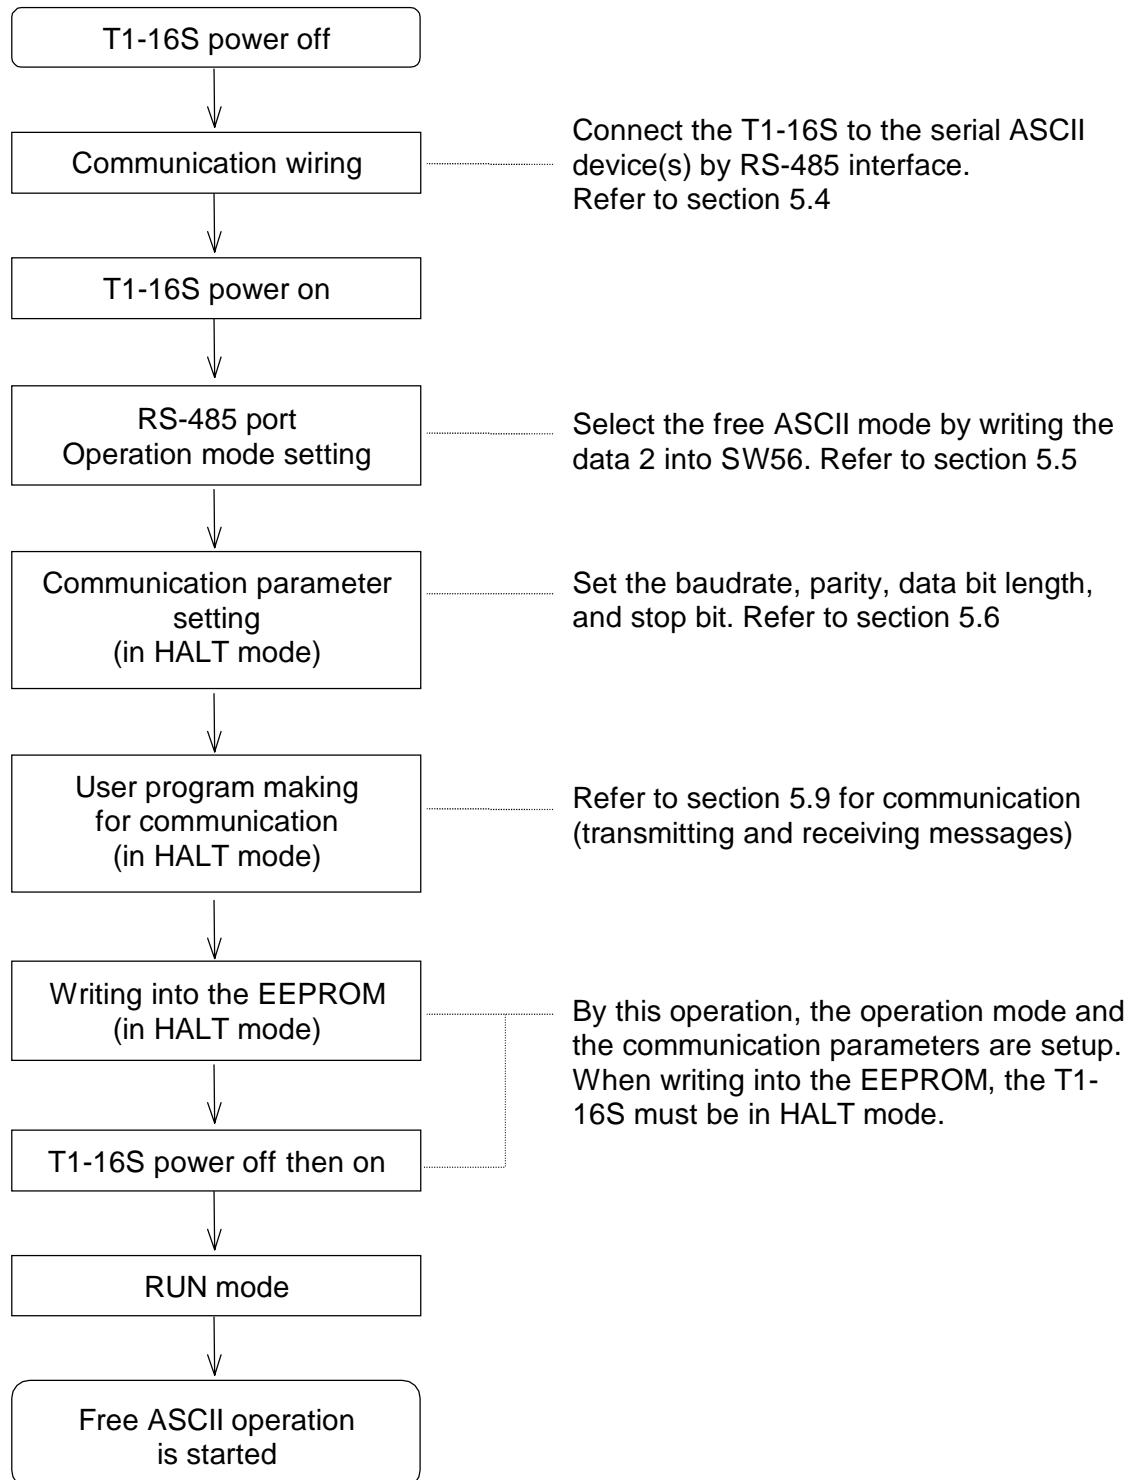 T1-16S power off
Communication wiring
Connect the T1-16S to the serial ASCII
device(s) by RS-485 interface.
Refer to section 5.4
T1-16S power on
RS-485 port
Operation mode setting
Select the free ASCII mode by writing the
data 2 into SW56. Refer to section 5.5
Communication parameter
setting
(in HALT mode)
Set the baudrate, parity, data bit length,
and stop bit. Refer to section 5.6
User program making
for communication
(in HALT mode)
Refer to section 5.9 for communication
(transmitting and receiving messages)
Writing into the EEPROM
(in HALT mode)
By this operation, the operation mode and
the communication parameters are setup.
When writing into the EEPROM, the T1-
16S must be in HALT mode.
T1-16S power off then on
RUN mode
Free ASCII operation
is started